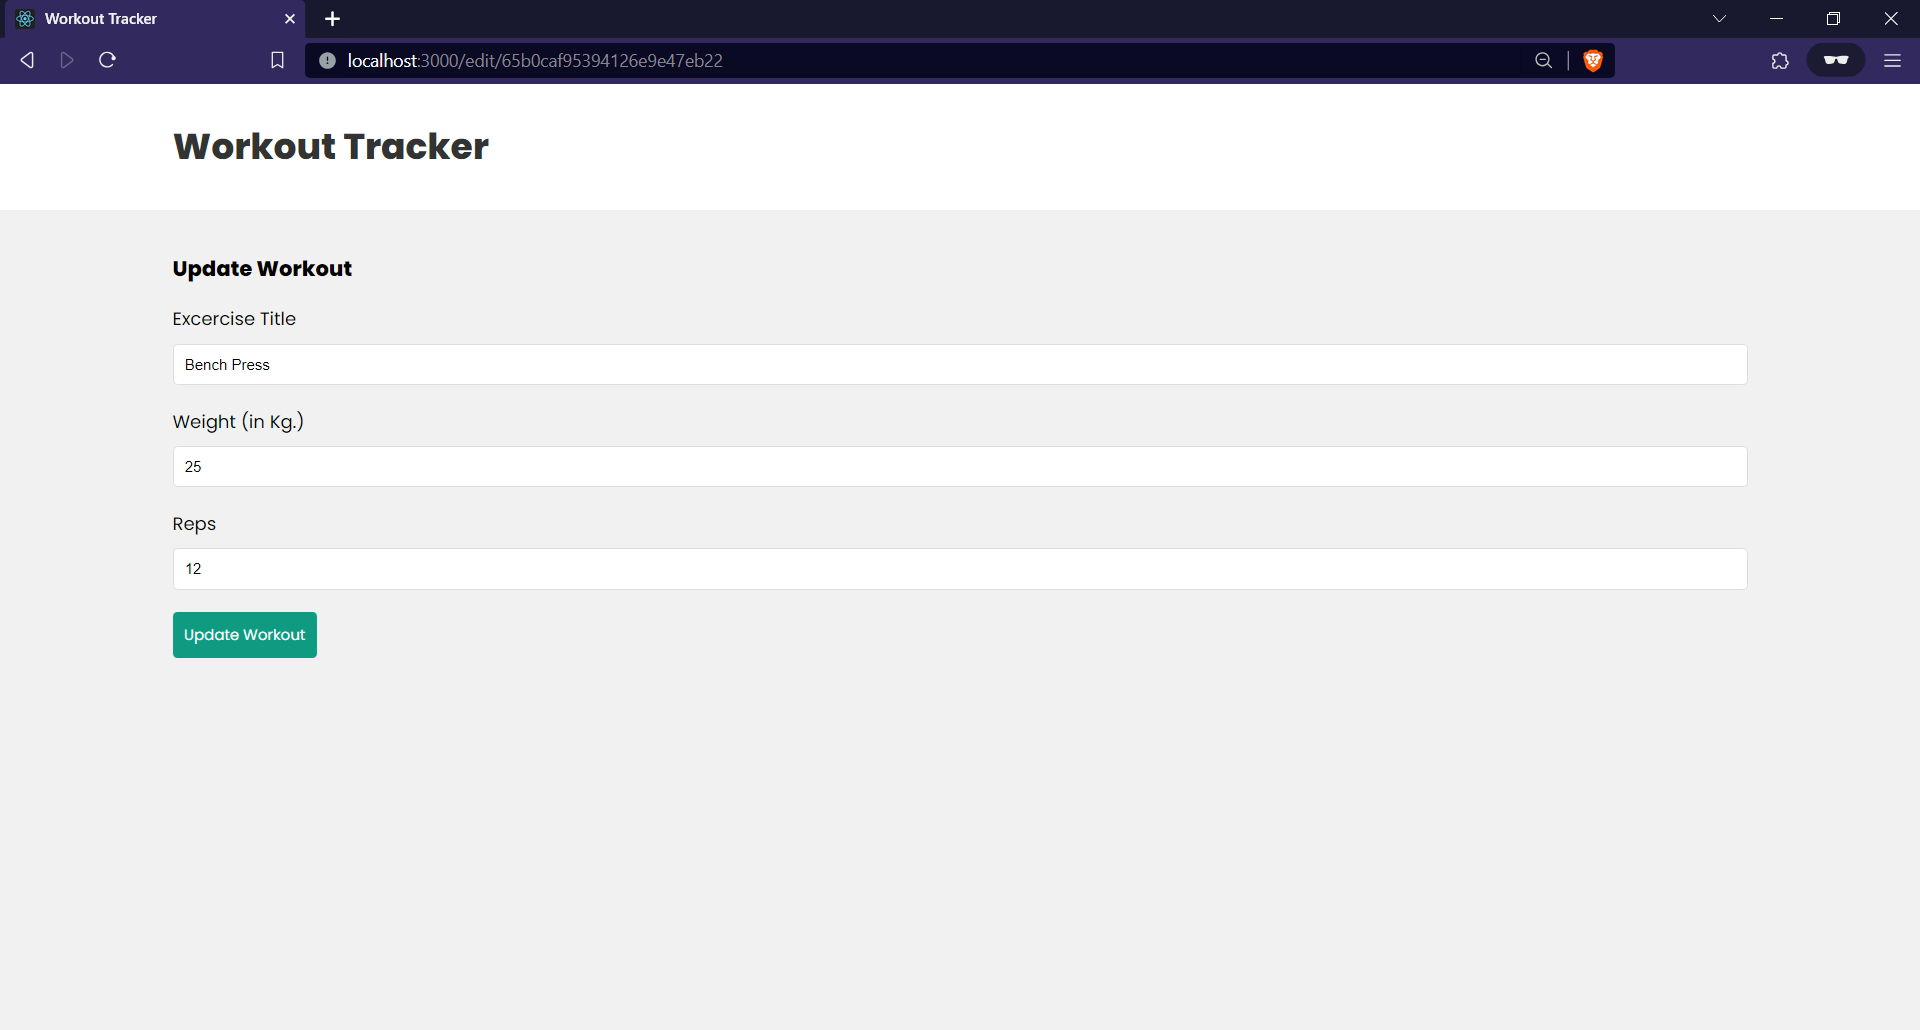 Workout Tracker
localhost:3000/edit/65b0caf95394126e9e47eb22
Workout Tracker
Update Workout
Excercise Title
Bench Press
Weight (in Kg.)
25
Reps
12
Update Workout